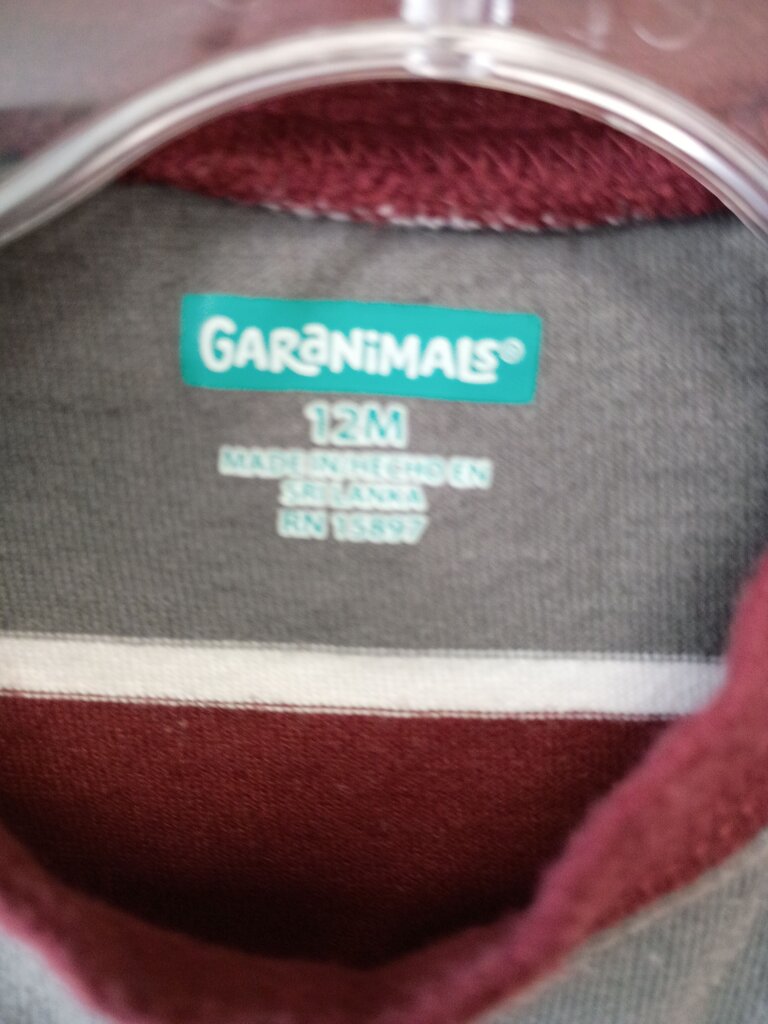 GARANIMALS®
12M
MADE IN/HECHO EN
SRI LANKA
RN 15897